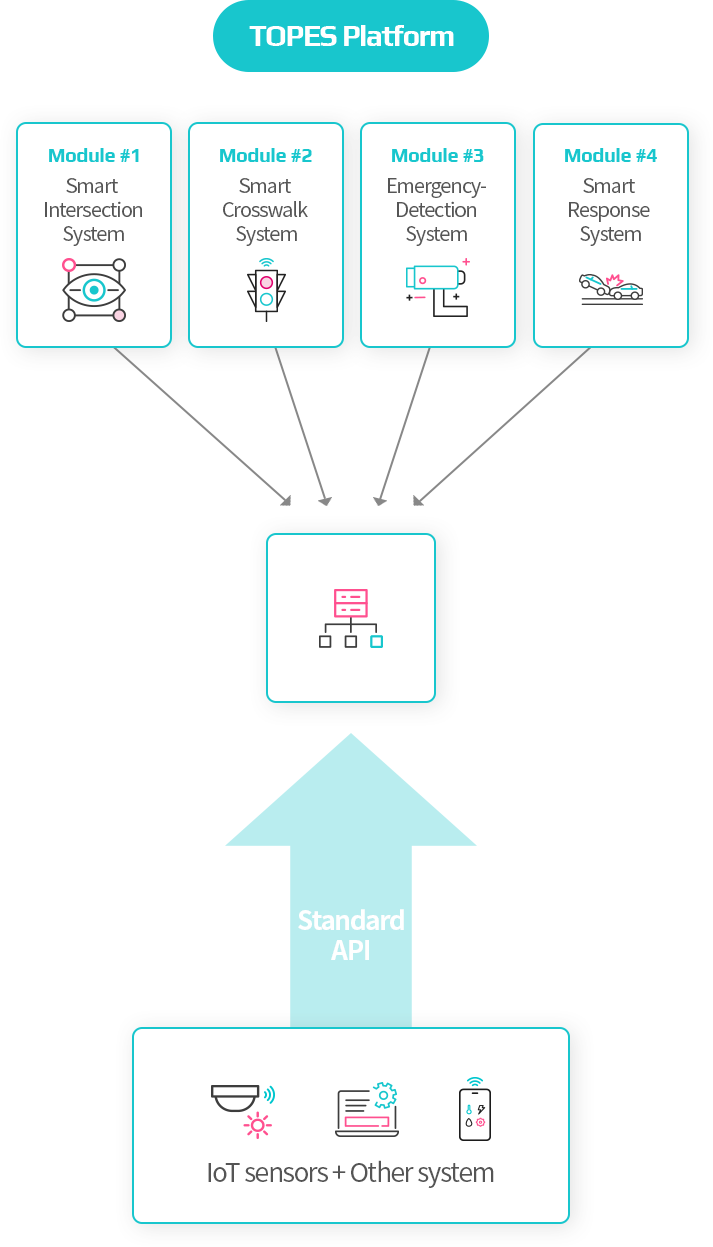 TOPES Platform
Module #1
Smart
Intersection
System
Module #2
Smart
Crosswalk
System
Module #3
Emergency-
Detection
System
Module #4
Smart
Response
System
Standard
API
IoT sensors + Other system